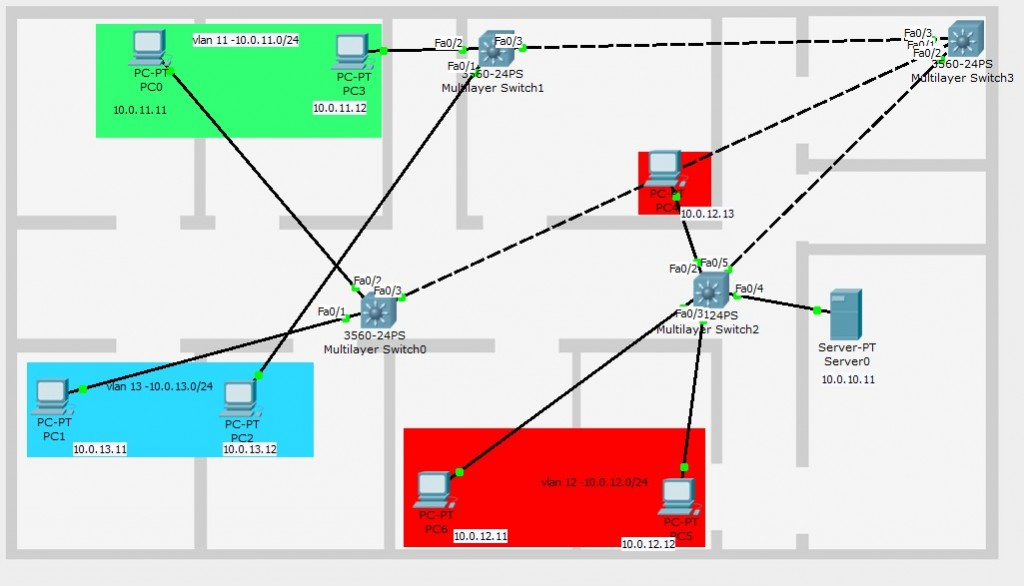 vlan 11 -10.0.11.0/24
PC-PT
PC0
10.0.11.11
PC-PT
PC3
10.0.11.12
Fa0/2
Fa0/3
Fa0/1
3560-24PS
Multilayer Switch1
Fa0/3
Fa0/1
Fa0/2
3560-24PS
Multilayer Switch3
PC-PT
10.0.12.13
Fa0/2
Fa0/5
Fa0/4
Fa0/3
24PS
Multilayer Switch2
Server-PT
Server0
10.0.10.11
Fa0/2
Fa0/3
Fa0/1
3560-24PS
Multilayer Switch0
vlan 13 -10.0.13.0/24
PC-PT
PC1
10.0.13.11
PC-PT
PC2
10.0.13.12
vlan 12 -10.0.12.0/24
PC-PT
PC6
10.0.12.11
PC-PT
PC5
10.0.12.12